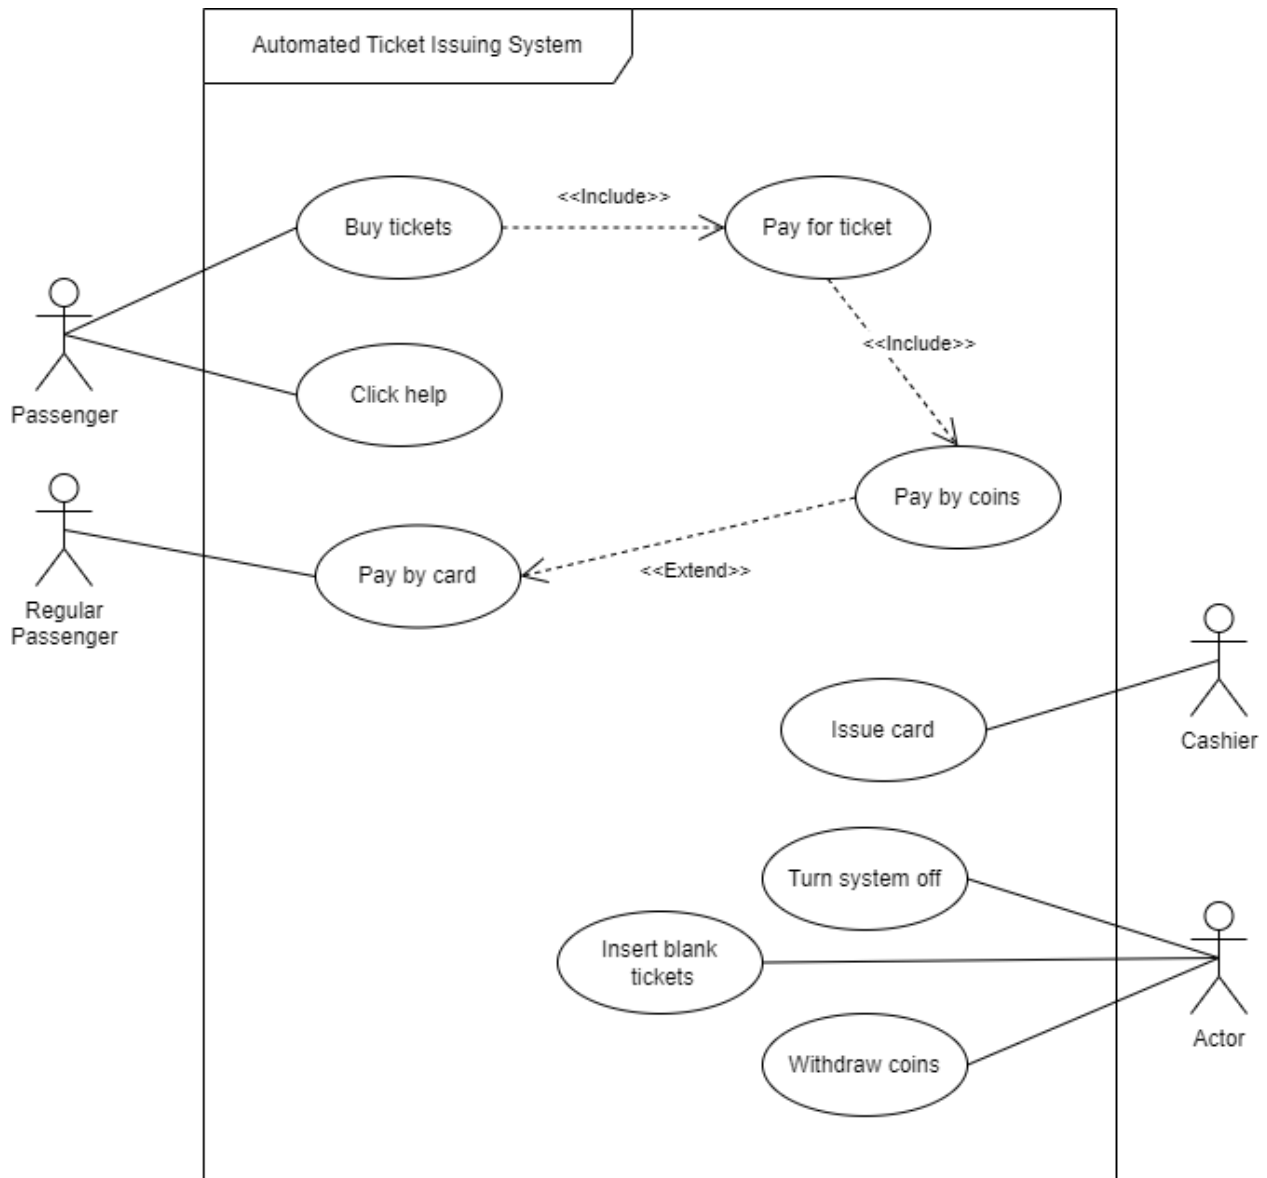 Automated Ticket Issuing System
Buy tickets
<<Include>>
Pay for ticket
<<Include>>
Click help
Passenger
Pay by coins
<<Extend>>
Pay by card
Regular
Passenger
Issue card
Cashier
Turn system off
Insert blank
tickets
Withdraw coins
Actor